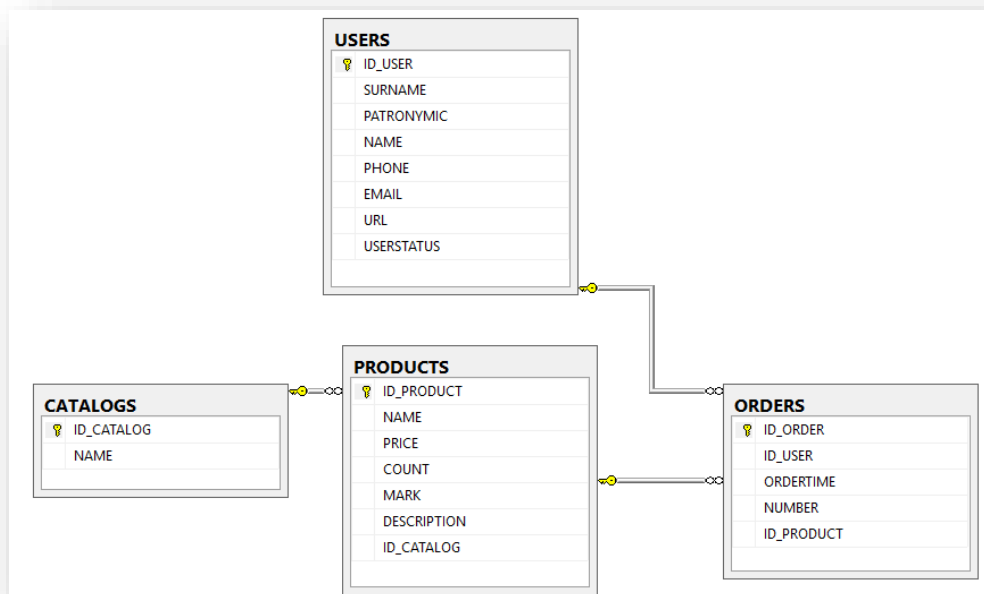 USERS
ID_USER
SURNAME
PATRONYMIC
NAME
PHONE
EMAIL
URL
USERSTATUS
CATALOGS
ID_CATALOG
NAME
PRODUCTS
ID_PRODUCT
NAME
PRICE
COUNT
MARK
DESCRIPTION
ID_CATALOG
ORDERS
ID_ORDER
ID_USER
ORDERTIME
NUMBER
ID_PRODUCT